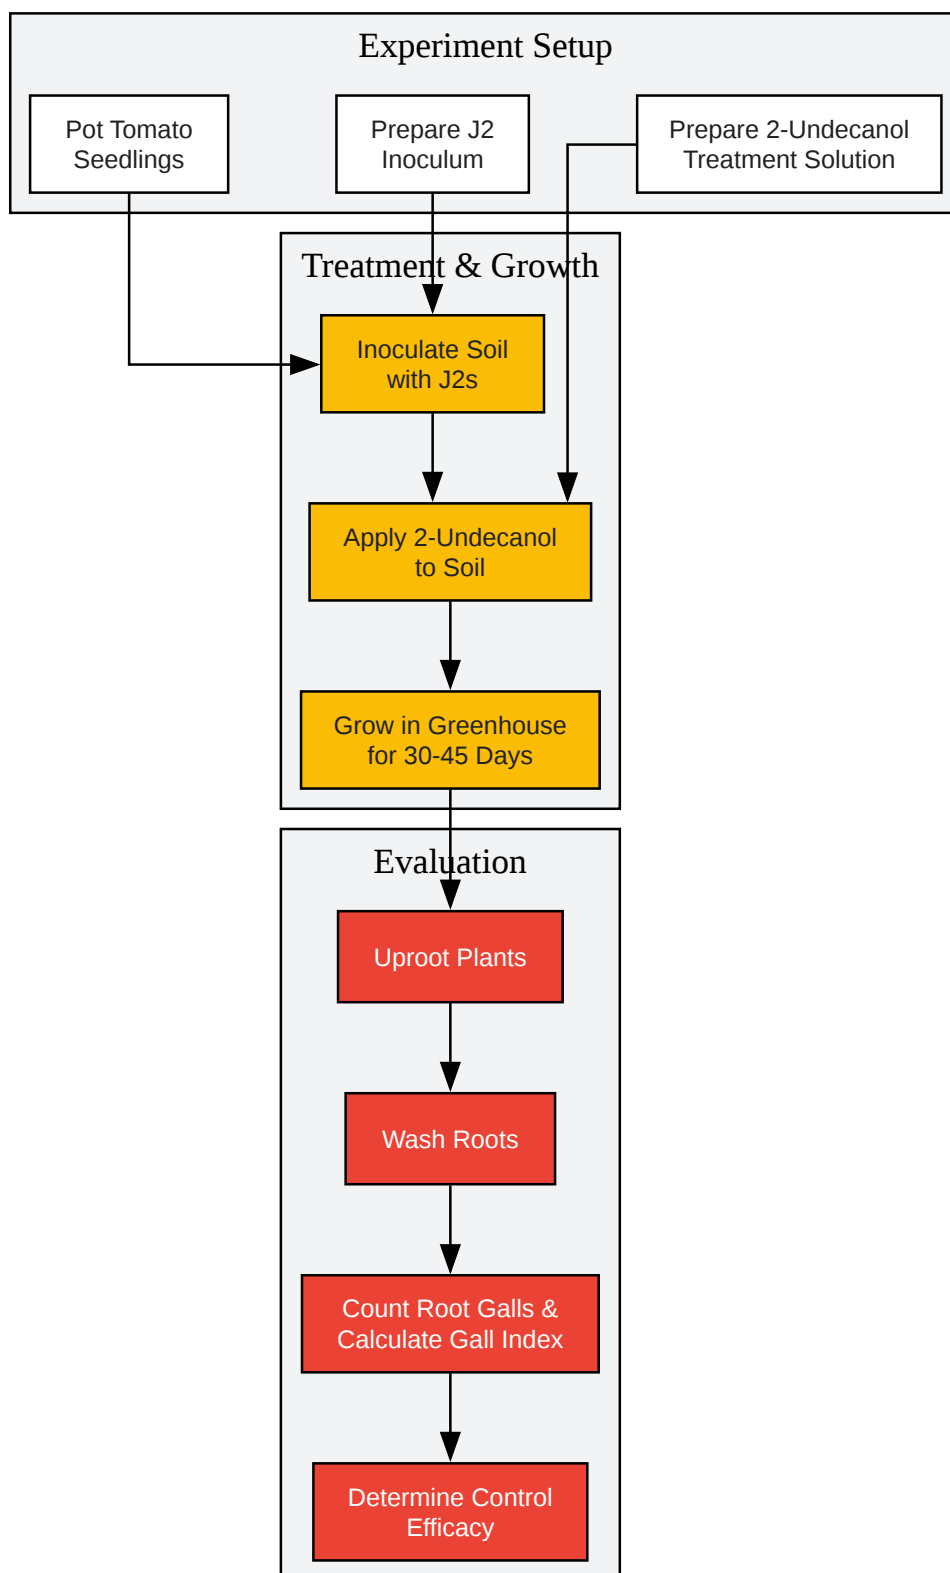 Experiment Setup
Pot Tomato
Seedlings
Prepare J2
Inoculum
Prepare 2-Undecanol
Treatment Solution
Treatment & Growth
Inoculate Soil
with J2s
Apply 2-Undecanol
to Soil
Grow in Greenhouse
for 30-45 Days
Evaluation
Uproot Plants
Wash Roots
Count Root Galls &
Calculate Gall Index
Determine Control
Efficacy